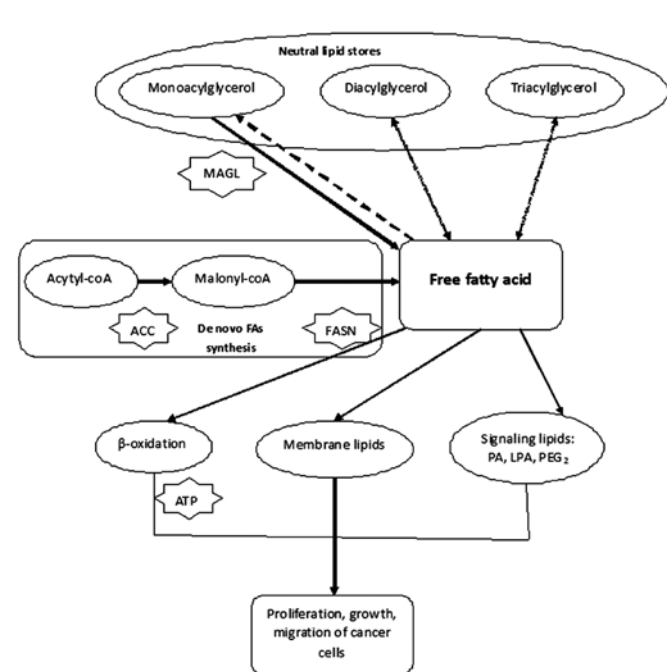 Neutral lipid stores
Monoacylglycerol
Diacylglycerol
Triacylglycerol
MAGL
Acytyl-coA
Malonyl-coA
Free fatty acid
ACC
De novo FAs
synthesis
FASN
β-oxidation
Membrane lipids
Signaling lipids:
PA, LPA, PEG₂
ATP
Proliferation, growth,
migration of cancer
cells